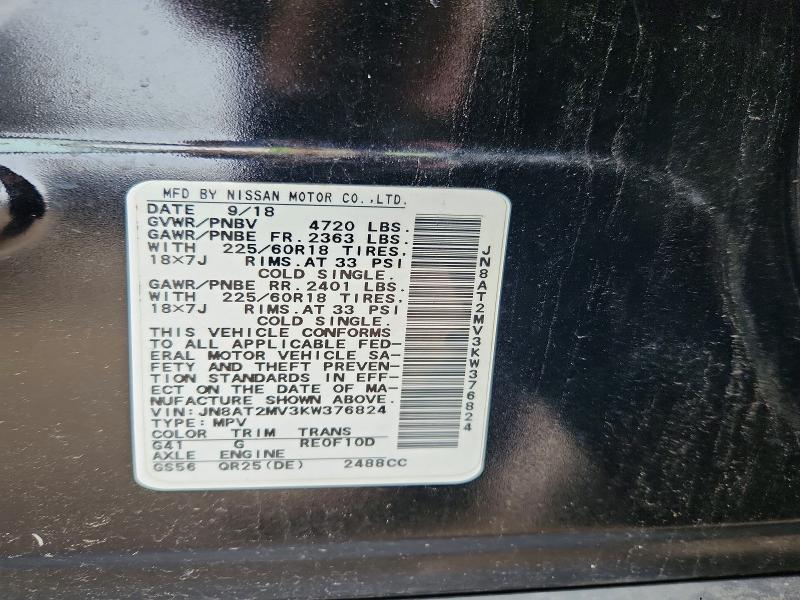 MFD BY NISSAN MOTOR CO.,LTD.
DATE 9/18
GVWR/PNBV 4720 LBS.
GAWR/PNBE FR. 2363 LBS.
WITH 225/60R18 TIRES.
18×7J RIMS.AT 33 PSI
COLD SINGLE.
GAWR/PNBE RR. 2401 LBS.
WITH 225/60R18 TIRES.
18×7J RIMS.AT 33 PSI
COLD SINGLE.
THIS VEHICLE CONFORMS
TO ALL APPLICABLE FED-
ERAL MOTOR VEHICLE SA-
FETY AND THEFT PREVEN-
TION STANDARDS IN EFF-
ECT ON THE DATE OF MA-
NUFACTURE SHOWN ABOVE.
VIN: JN8AT2MV3KW376824
TYPE: MPV
COLOR TRIM TRANS
G41 G RE0F10D
AXLE ENGINE
GS56 QR25(DE) 2488CC
JN8AT2MV3KW376824